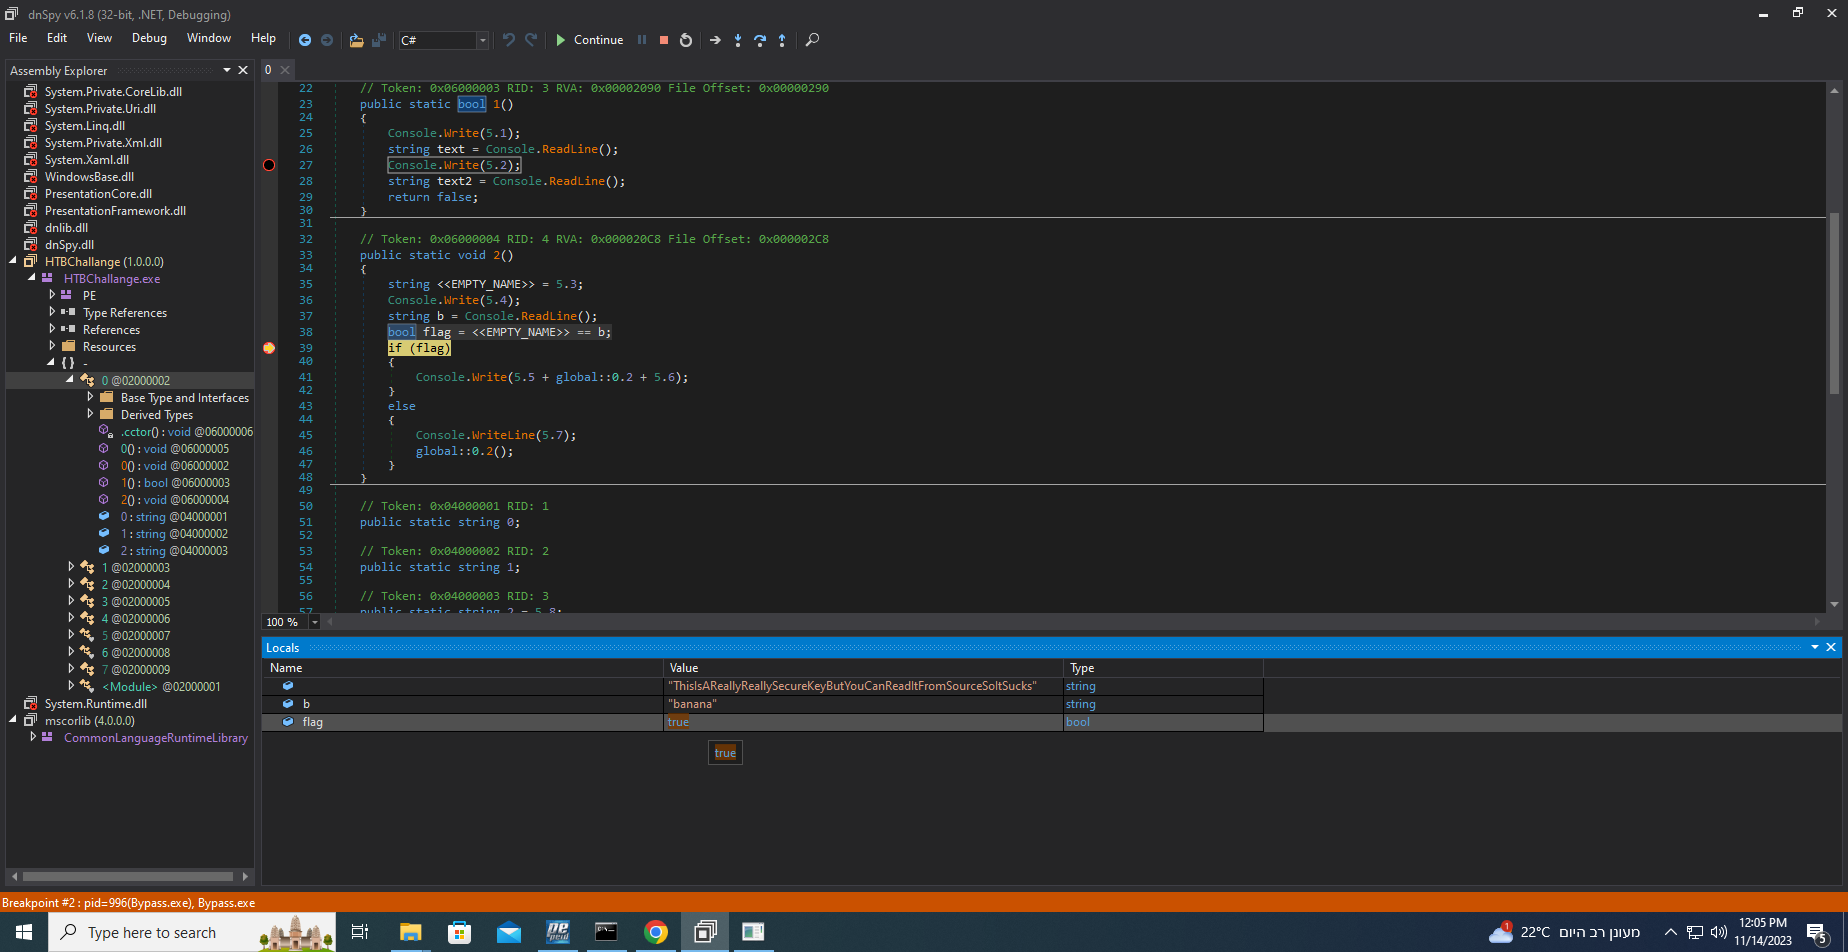 dnSpy v6.1.8 (32-bit, .NET, Debugging)
File Edit View Debug Window Help C# Continue
Assembly Explorer
0
System.Private.CoreLib.dll
System.Private.Uri.dll
System.Linq.dll
System.Private.Xml.dll
System.Xaml.dll
WindowsBase.dll
PresentationCore.dll
PresentationFramework.dll
dnlib.dll
dnSpy.dll
HTBChallange (1.0.0.0)
HTBChallange.exe
PE
Type References
References
Resources
{ } -
0 @02000002
Base Type and Interfaces
Derived Types
.cctor() : void @06000006
0() : void @06000005
0() : void @06000002
1() : bool @06000003
2() : void @06000004
0 : string @04000001
1 : string @04000002
2 : string @04000003
1 @02000003
2 @02000004
3 @02000005
4 @02000006
5 @02000007
6 @02000008
7 @02000009
<Module> @02000001
System.Runtime.dll
mscorlib (4.0.0.0)
CommonLanguageRuntimeLibrary
22 // Token: 0x06000003 RID: 3 RVA: 0x00002090 File Offset: 0x00000290
23 public static bool 1()
24 {
25 Console.Write(5.1);
26 string text = Console.ReadLine();
27 Console.Write(5.2);
28 string text2 = Console.ReadLine();
29 return false;
30 }
31
32 // Token: 0x06000004 RID: 4 RVA: 0x000020C8 File Offset: 0x000002C8
33 public static void 2()
34 {
35 string <<EMPTY_NAME>> = 5.3;
36 Console.Write(5.4);
37 string b = Console.ReadLine();
38 bool flag = <<EMPTY_NAME>> == b;
39 if (flag)
40 {
41 Console.Write(5.5 + global::0.2 + 5.6);
42 }
43 else
44 {
45 Console.WriteLine(5.7);
46 global::0.2();
47 }
48 }
49
50 // Token: 0x04000001 RID: 1
51 public static string 0;
52
53 // Token: 0x04000002 RID: 2
54 public static string 1;
55
56 // Token: 0x04000003 RID: 3
57 public static string 2 = 5.8;
100 %
Locals
Name Value Type
"ThisIsAReallyReallySecureKeyButYouCanReadItFromSourceSoItSucks" string
b "banana" string
flag true bool
true
Breakpoint #2 : pid=996(Bypass.exe), Bypass.exe
Type here to search
1
22°C מעונן רב היום
12:05 PM
11/14/2023
5